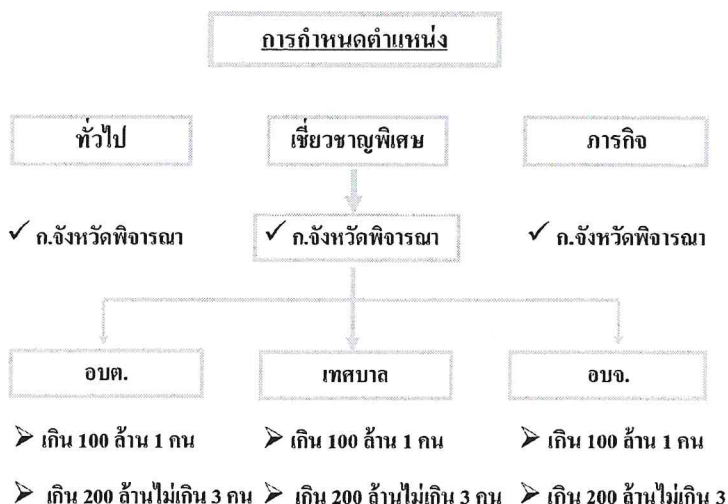 การกำหนดตำแหน่ง
ทั่วไป
เชี่ยวชาญพิเศษ
ภารกิจ
✓ ก.จังหวัดพิจารณา
✓ ก.จังหวัดพิจารณา
✓ ก.จังหวัดพิจารณา
อบต.
เทศบาล
อบจ.
➢ เกิน 100 ล้าน 1 คน
➢ เกิน 100 ล้าน 1 คน
➢ เกิน 100 ล้าน 1 คน
➢ เกิน 200 ล้านไม่เกิน 3 คน
➢ เกิน 200 ล้านไม่เกิน 3 คน
➢ เกิน 200 ล้านไม่เกิน 3